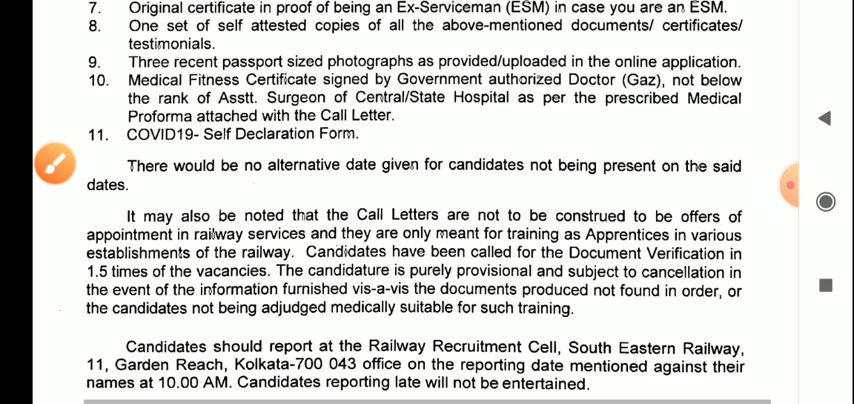 7. Original certificate in proof of being an Ex-Serviceman (ESM) in case you are an ESM.
8. One set of self attested copies of all the above-mentioned documents/ certificates/
testimonials.
9. Three recent passport sized photographs as provided/uploaded in the online application.
10. Medical Fitness Certificate signed by Government authorized Doctor (Gaz), not below
the rank of Asstt. Surgeon of Central/State Hospital as per the prescribed Medical
Proforma attached with the Call Letter.
11. COVID19- Self Declaration Form.
There would be no alternative date given for candidates not being present on the said
dates.
It may also be noted that the Call Letters are not to be construed to be offers of
appointment in railway services and they are only meant for training as Apprentices in various
establishments of the railway. Candidates have been called for the Document Verification in
1.5 times of the vacancies. The candidature is purely provisional and subject to cancellation in
the event of the information furnished vis-a-vis the documents produced not found in order, or
the candidates not being adjudged medically suitable for such training.
Candidates should report at the Railway Recruitment Cell, South Eastern Railway,
11, Garden Reach, Kolkata-700 043 office on the reporting date mentioned against their
names at 10.00 AM. Candidates reporting late will not be entertained.